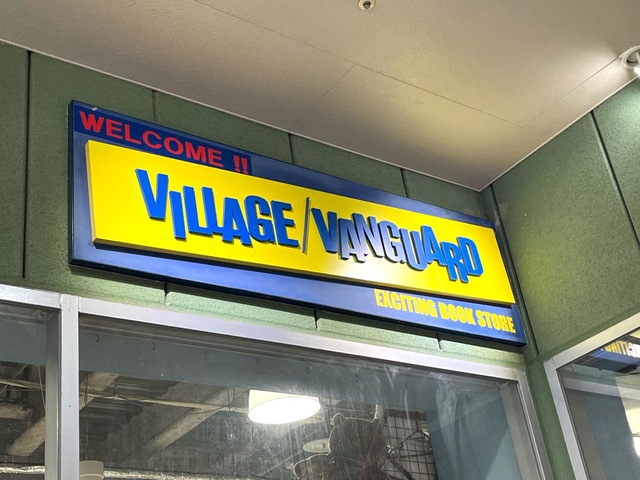 WELCOME !!
VILLAGE/VANGUARD
EXCITING BOOK STORE